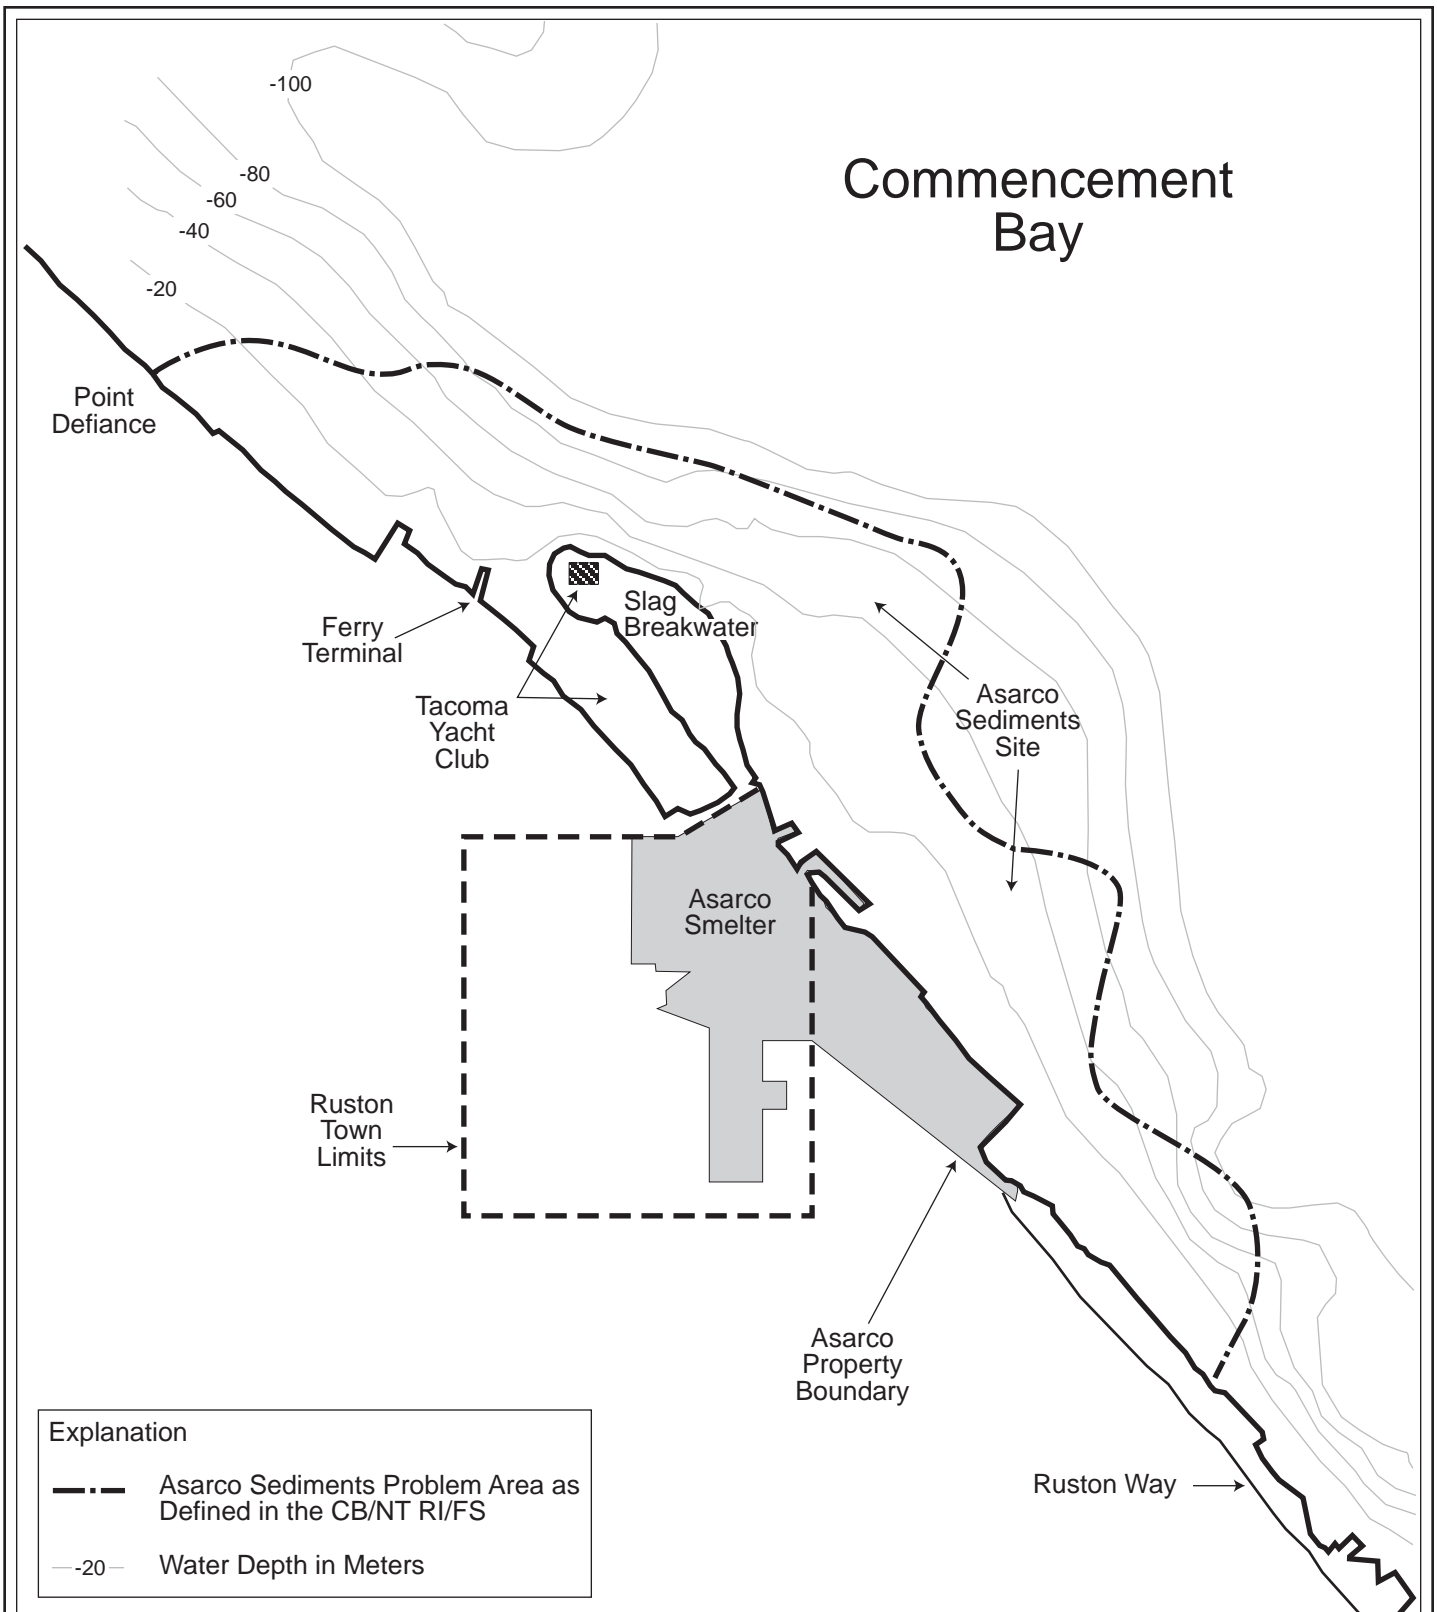 -100
Commencement
Bay
-80
-60
-40
-20
Point
Defiance
Slag
Breakwater
Ferry
Terminal
Tacoma
Yacht
Club
Asarco
Sediments
Site
Asarco
Smelter
Ruston
Town
Limits
Asarco
Property
Boundary
Ruston Way
Explanation
Asarco Sediments Problem Area as
Defined in the CB/NT RI/FS
-20
Water Depth in Meters